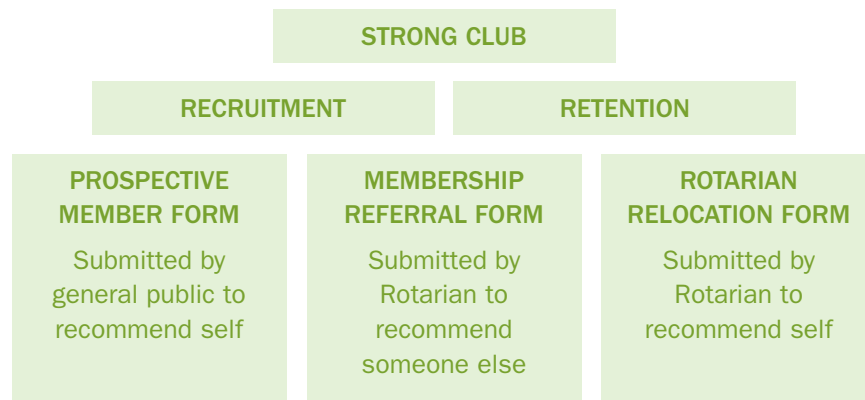 STRONG CLUB
RECRUITMENT
RETENTION
PROSPECTIVE
MEMBER FORM
Submitted by
general public to
recommend self
MEMBERSHIP
REFERRAL FORM
Submitted by
Rotarian to
recommend
someone else
ROTARIAN
RELOCATION FORM
Submitted by
Rotarian to
recommend self